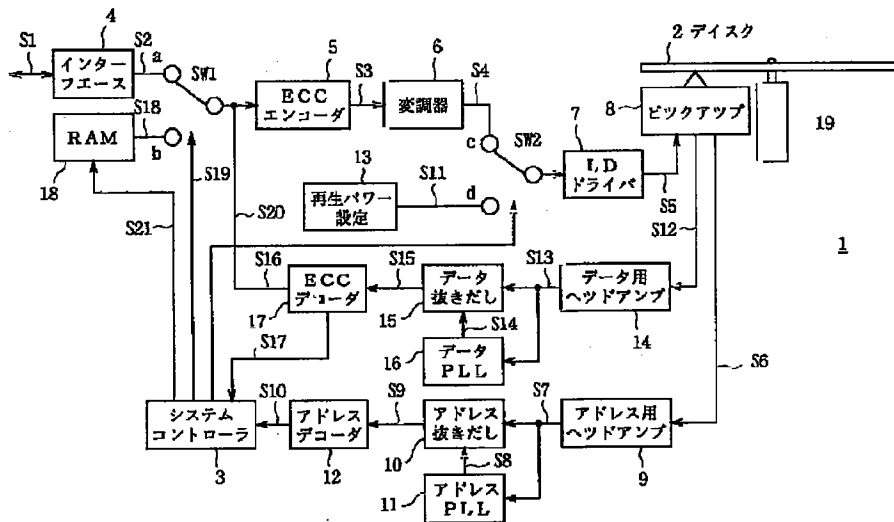 4
5
6
2 ディスク
S1
インター
フエース
S2
a
SW1
ECC
エンコーダ
S3
変調器
S4
8
ピックアップ
19
RAM
S18
b
18
SW2
c
7
LD
ドライバ
S5
S19
13
再生パワー
設定
S11
d
S12
S21
S20
1
S16
ECC
デコーダ
17
S15
データ
抜きだし
15
S13
データ用
ヘッドアンプ
14
S14
16
データ
PLL
S17
S6
システム
コントローラ
3
S10
アドレス
デコーダ
12
S9
アドレス
抜きだし
10
S7
アドレス用
ヘッドアンプ
9
S8
11
アドレス
PLL